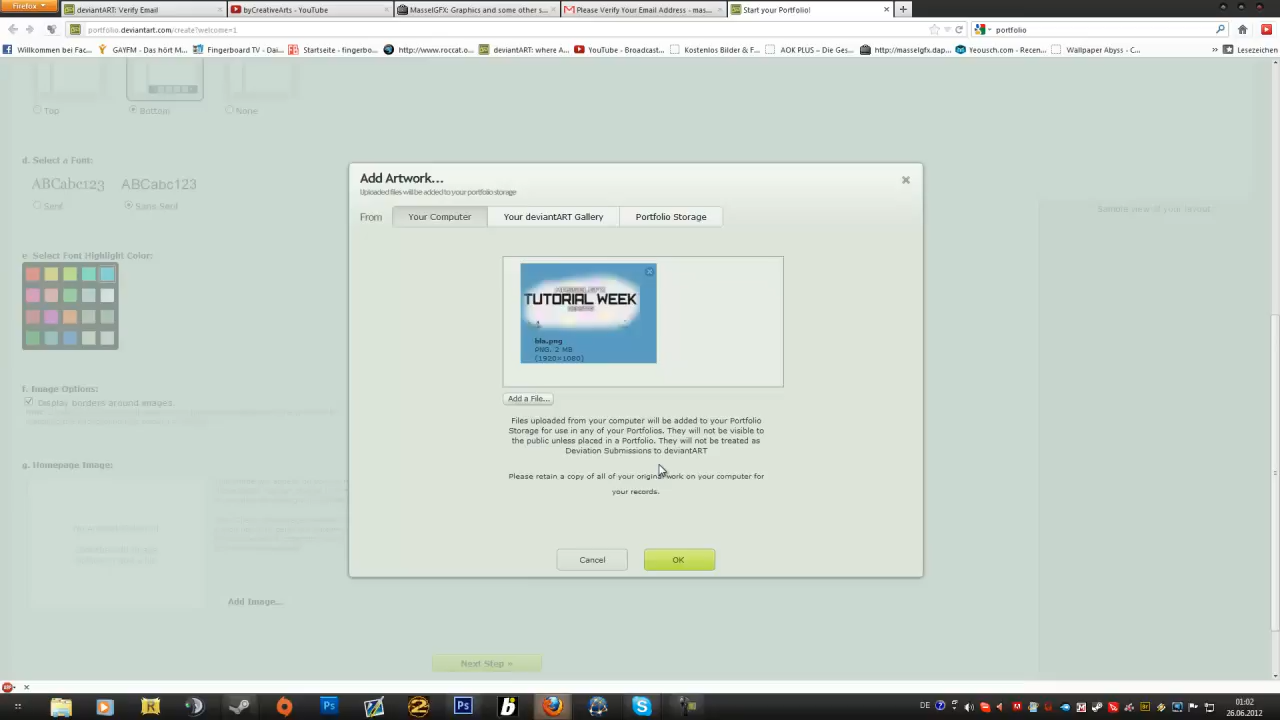 Firefox
deviantART: Verify Email
byCreativeArts - YouTube
MasselGFX: Graphics and some other s...
Please Verify Your Email Address - mas...
Start your Portfolio!
portfolio.deviantart.com/create?welcome=1
portfolio
Willkommen bei Fac...
GAYFM - Das hört M...
Fingerboard TV - Dai...
Startseite - fingerbo...
http://www.roccat.o...
deviantART: where A...
YouTube - Broadcast...
Kostenlos Bilder & F...
AOK PLUS – Die Ges...
http://masselgfx.dap...
Yeousch.com - Recen...
Wallpaper Abyss - C...
Lesezeichen
Top
Bottom
None
d. Select a Font:
ABCabc123 ABCabc123
Serif
Sans Serif
e. Select Font Highlight Color:
f. Image Options:
Display borders around images.
g. Homepage Image:
Add Image...
Next Step »
Sample view of your layout.
Add Artwork...
Uploaded files will be added to your portfolio storage
From
Your Computer
Your deviantART Gallery
Portfolio Storage
TUTORIAL WEEK
bla.png
PNG, 2 MB
(1920×1080)
Add a File...
Files uploaded from your computer will be added to your Portfolio
Storage for use in any of your Portfolios. They will not be visible to
the public unless placed in a Portfolio. They will not be treated as
Deviation Submissions to deviantART
Please retain a copy of all of your original work on your computer for
your records.
Cancel
OK
DE
01:02
26.06.2012